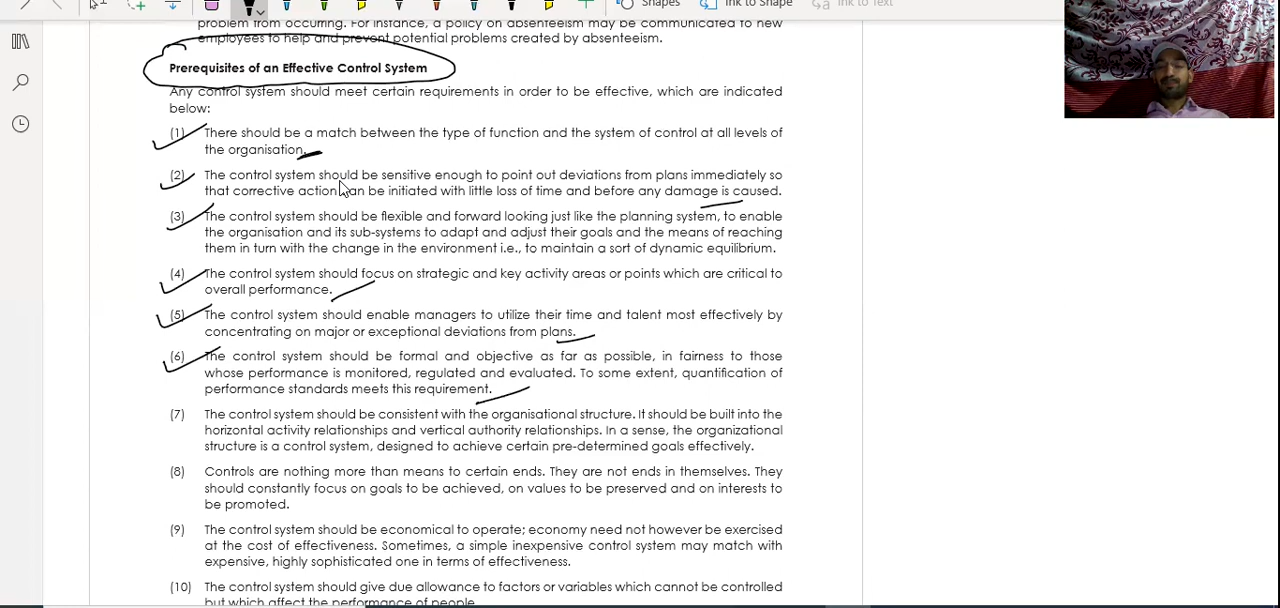 Shapes
Ink to Shape
Ink to Text
problem from occurring. For instance, a policy on absenteeism may be communicated to new
employees to help and prevent potential problems created by absenteeism.
Prerequisites of an Effective Control System
Any control system should meet certain requirements in order to be effective, which are indicated
below:
(1) There should be a match between the type of function and the system of control at all levels of
the organisation.
(2) The control system should be sensitive enough to point out deviations from plans immediately so
that corrective action can be initiated with little loss of time and before any damage is caused.
(3) The control system should be flexible and forward looking just like the planning system, to enable
the organisation and its sub-systems to adapt and adjust their goals and the means of reaching
them in turn with the change in the environment i.e., to maintain a sort of dynamic equilibrium.
(4) The control system should focus on strategic and key activity areas or points which are critical to
overall performance.
(5) The control system should enable managers to utilize their time and talent most effectively by
concentrating on major or exceptional deviations from plans.
(6) The control system should be formal and objective as far as possible, in fairness to those
whose performance is monitored, regulated and evaluated. To some extent, quantification of
performance standards meets this requirement.
(7) The control system should be consistent with the organisational structure. It should be built into the
horizontal activity relationships and vertical authority relationships. In a sense, the organizational
structure is a control system, designed to achieve certain pre-determined goals effectively.
(8) Controls are nothing more than means to certain ends. They are not ends in themselves. They
should constantly focus on goals to be achieved, on values to be preserved and on interests to
be promoted.
(9) The control system should be economical to operate; economy need not however be exercised
at the cost of effectiveness. Sometimes, a simple inexpensive control system may match with
expensive, highly sophisticated one in terms of effectiveness.
(10) The control system should give due allowance to factors or variables which cannot be controlled
but which affect the performance of people.